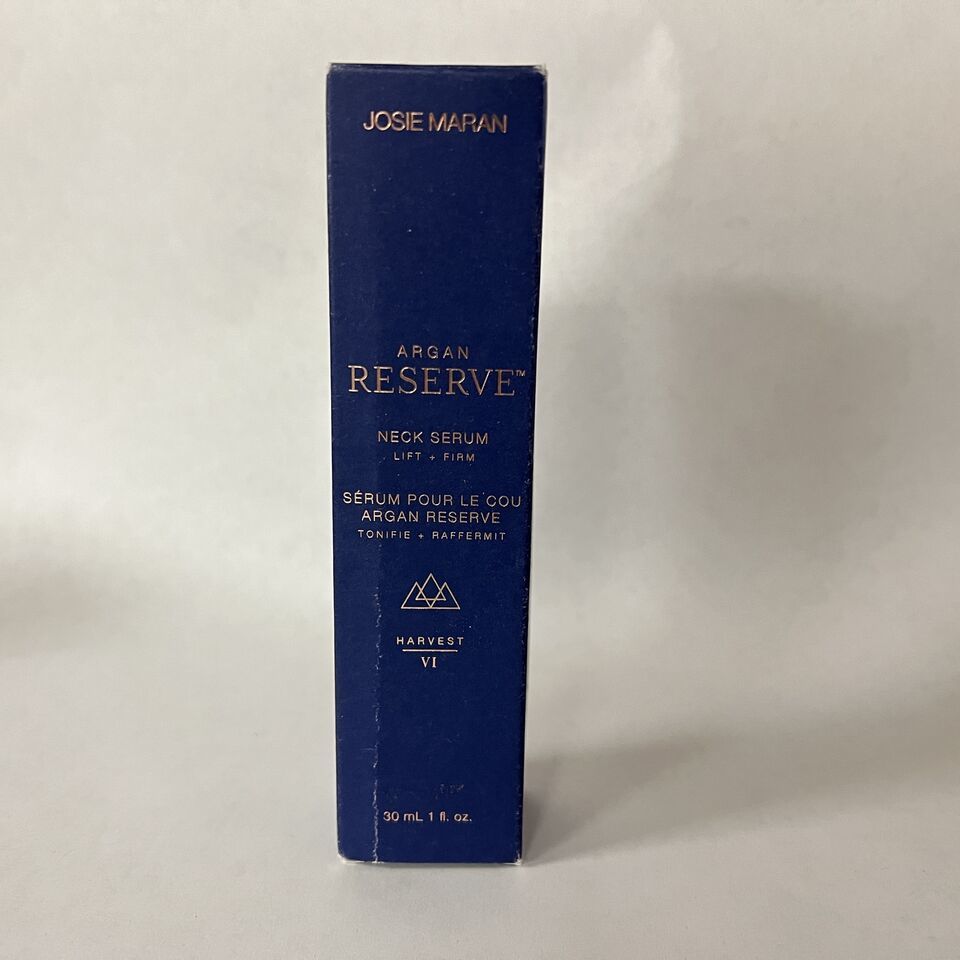 JOSIE MARAN
ARGAN
RESERVE™
NECK SERUM
LIFT + FIRM
SÉRUM POUR LE COU
ARGAN RESERVE
TONIFIE + RAFFERMIT
HARVEST
VI
30 mL 1 fl. oz.